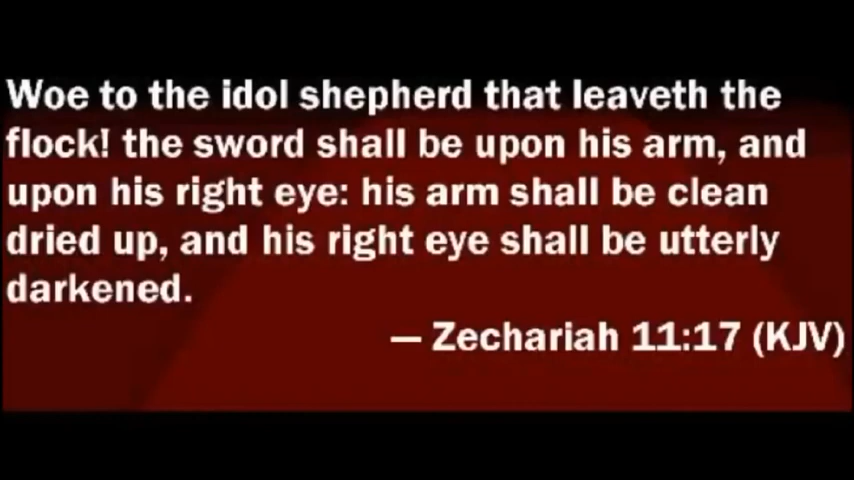 Woe to the idol shepherd that leaveth the
flock! the sword shall be upon his arm, and
upon his right eye: his arm shall be clean
dried up, and his right eye shall be utterly
darkened.
— Zechariah 11:17 (KJV)